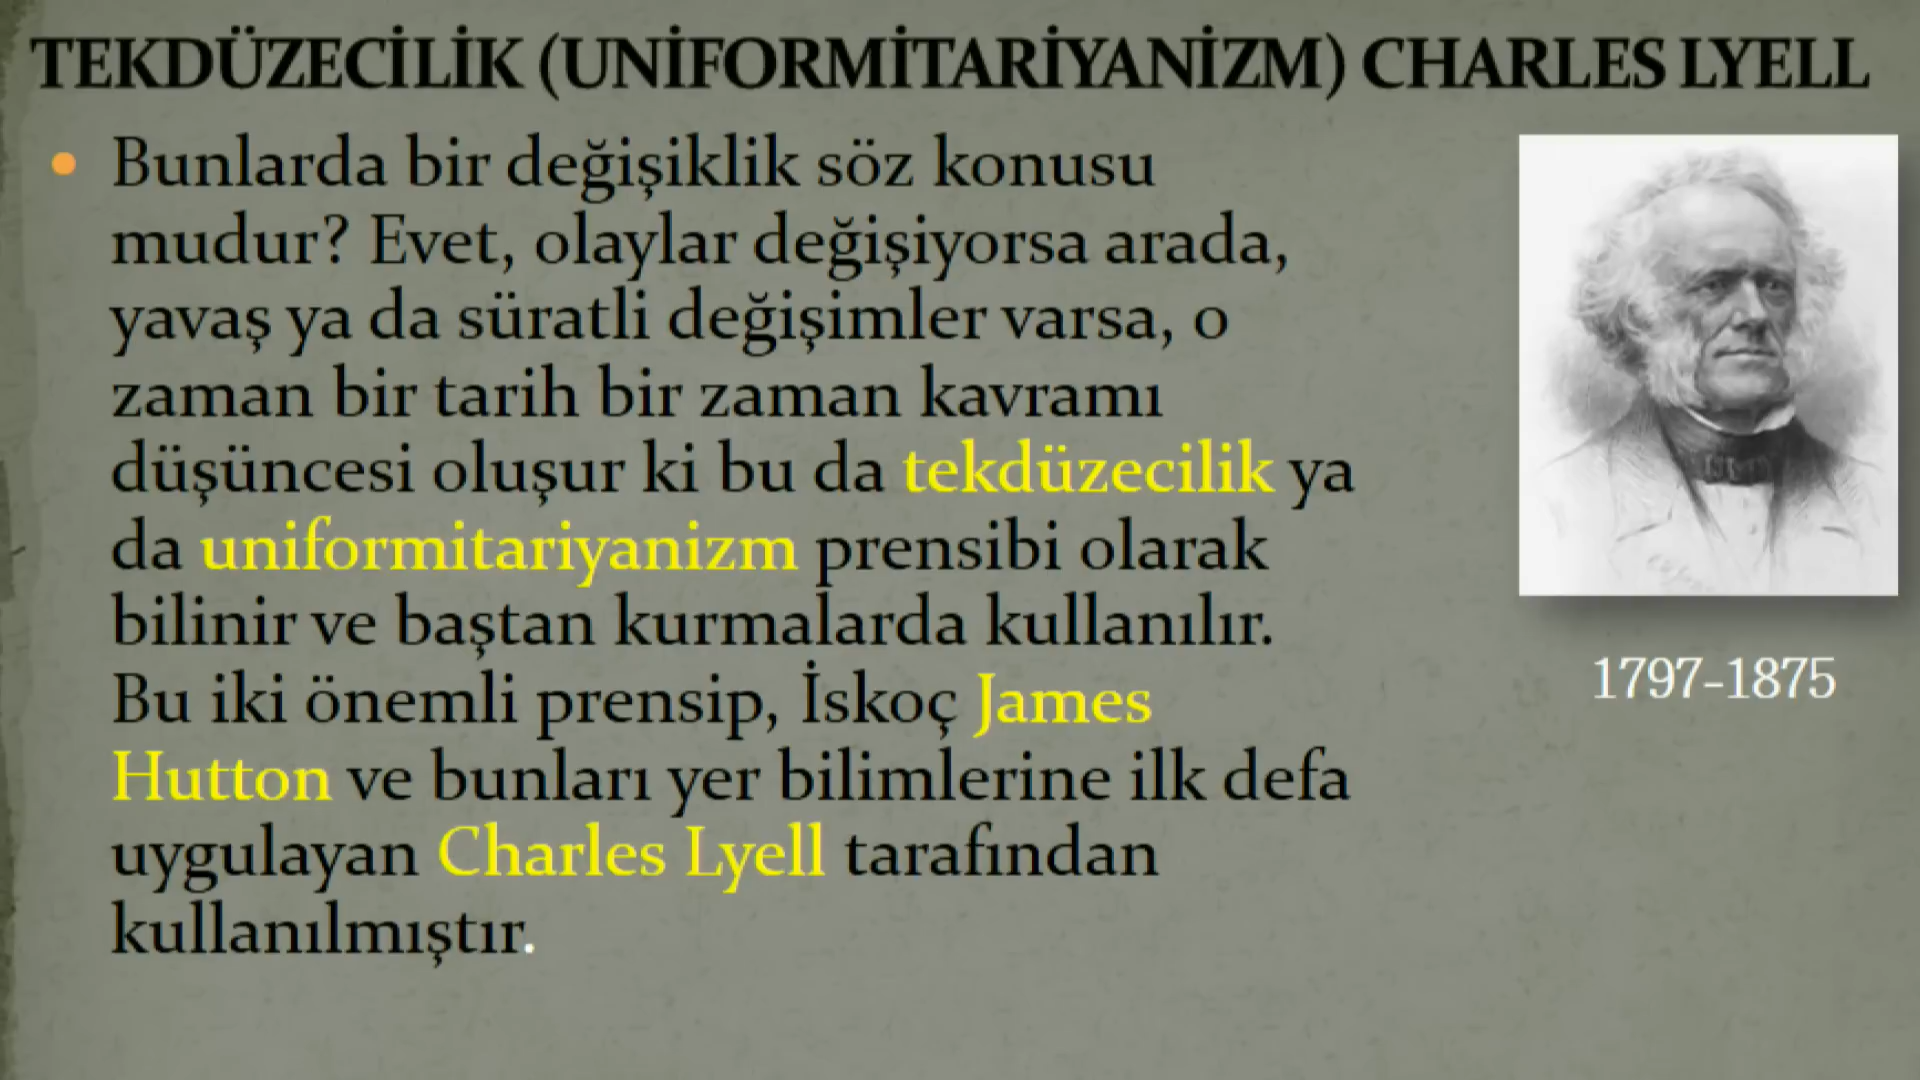 TEKDÜZECİLİK (UNİFORMİTARİYANİZM) CHARLES LYELL
• Bunlarda bir değişiklik söz konusu
mudur? Evet, olaylar değişiyorsa arada,
yavaş ya da süratli değişimler varsa, o
zaman bir tarih bir zaman kavramı
düşüncesi oluşur ki bu da tekdüzecilik ya
da uniformitariyanizm prensibi olarak
bilinir ve baştan kurmalarda kullanılır.
Bu iki önemli prensip, İskoç James
Hutton ve bunları yer bilimlerine ilk defa
uygulayan Charles Lyell tarafından
kullanılmıştır.
1797-1875